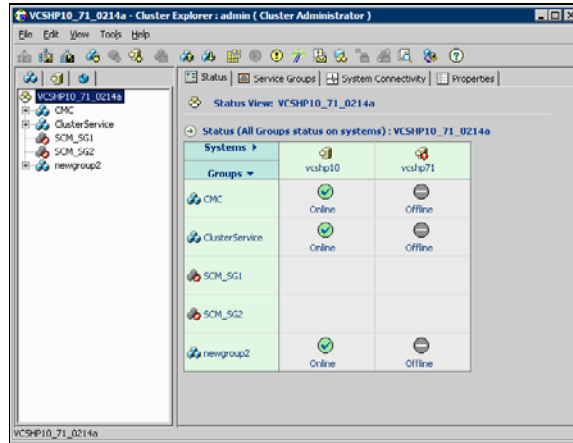 VCSHP10_71_0214a - Cluster Explorer : admin ( Cluster Administrator )
File Edit View Tools Help
Status Service Groups System Connectivity Properties
VCSHP10_71_0214a
CMC
ClusterService
SCM_SG1
SCM_SG2
newgroup2
Status View: VCSHP10_71_0214a
Status (All Groups status on systems) : VCSHP10_71_0214a
Systems
Groups
vcshp10
vcshp71
CMC
Online
Offline
ClusterService
Online
Offline
SCM_SG1
SCM_SG2
newgroup2
Online
Offline
VCSHP10_71_0214a